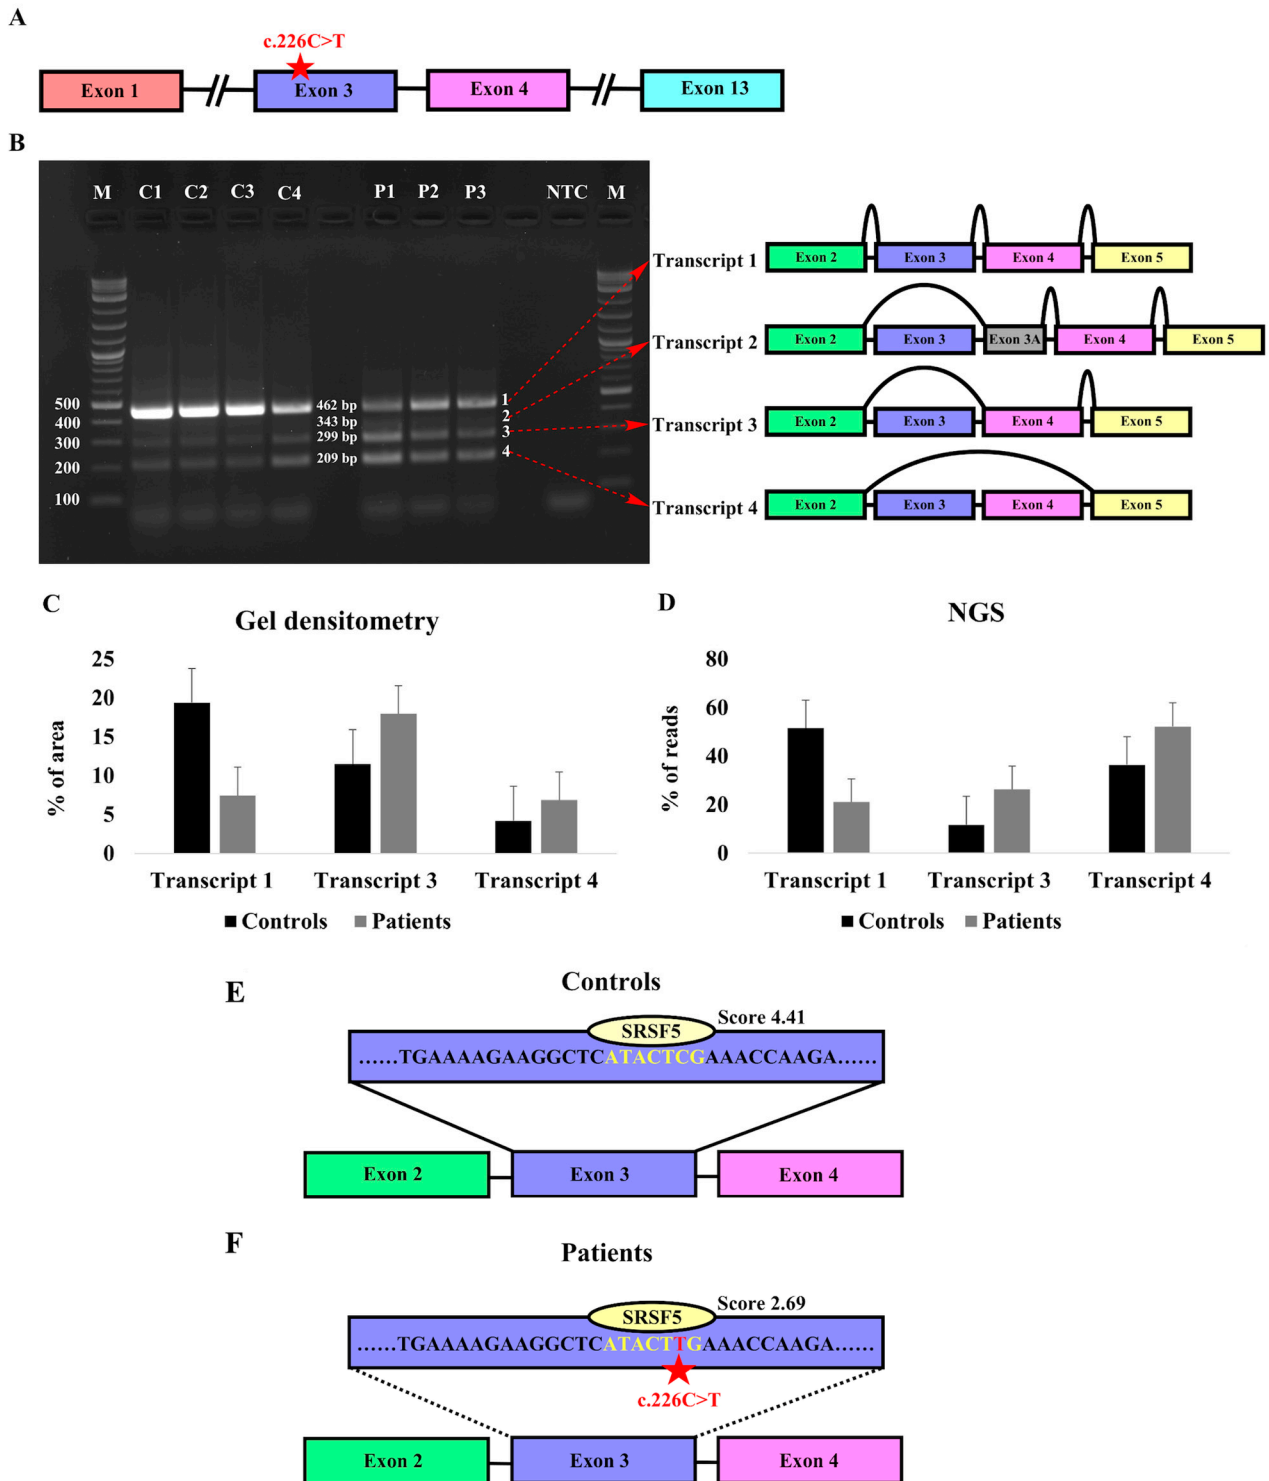 A
c.226C>T
Exon 1
Exon 3
Exon 4
Exon 13
B
M C1 C2 C3 C4 P1 P2 P3 NTC M
500
400
300
200
100
462 bp
343 bp
299 bp
209 bp
1
2
3
4
Transcript 1
Exon 2 Exon 3 Exon 4 Exon 5
Transcript 2
Exon 2 Exon 3 Exon 3A Exon 4 Exon 5
Transcript 3
Exon 2 Exon 3 Exon 4 Exon 5
Transcript 4
Exon 2 Exon 3 Exon 4 Exon 5
C
Gel densitometry
% of area
25
20
15
10
5
0
Transcript 1 Transcript 3 Transcript 4
Controls Patients
D
NGS
% of reads
80
60
40
20
0
Transcript 1 Transcript 3 Transcript 4
Controls Patients
E
Controls
SRSF5
Score 4.41
......TGAAAAGAAGGCTCATACTCGAAACCAAGA......
Exon 2 Exon 3 Exon 4
F
Patients
SRSF5
Score 2.69
......TGAAAAGAAGGCTCATACTTGAAACCAAGA......
c.226C>T
Exon 2 Exon 3 Exon 4